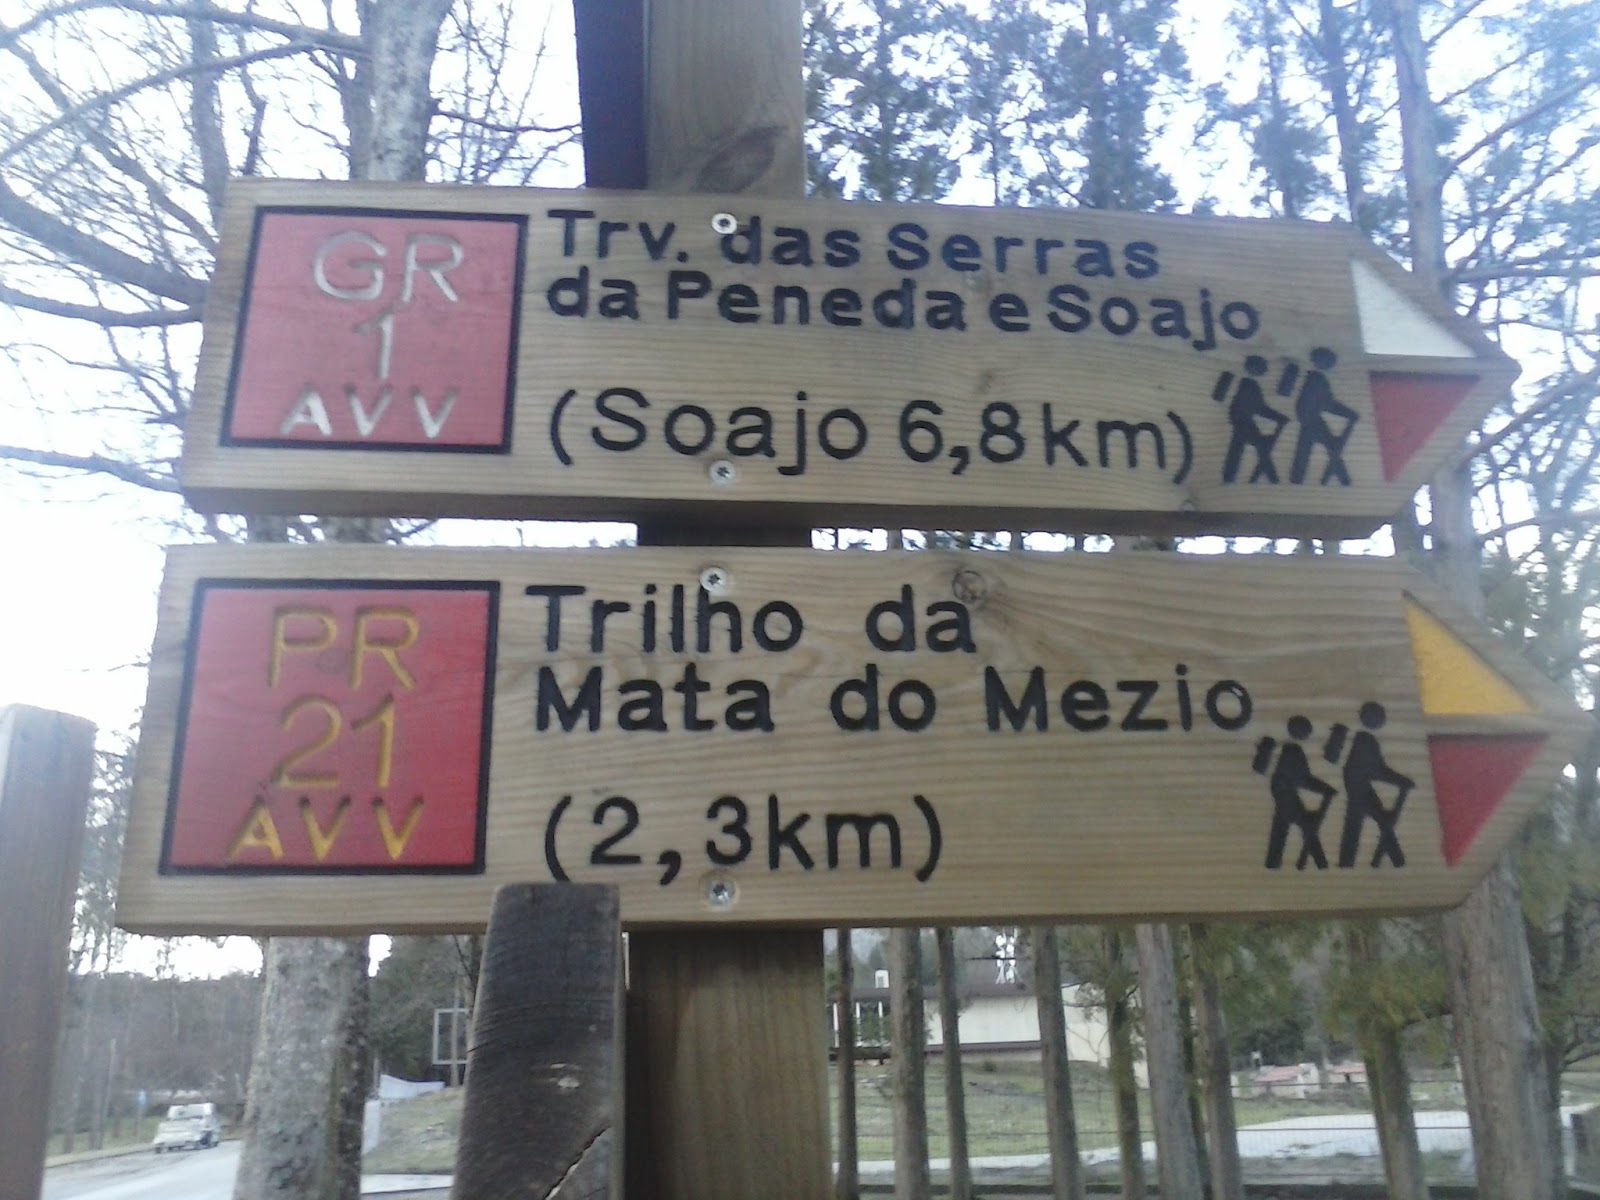 GR
1
AVV
Trv. das Serras
da Peneda e Soajo
(Soajo 6,8km)
PR
21
AVV
Trilho da
Mata do Mezio
(2,3km)